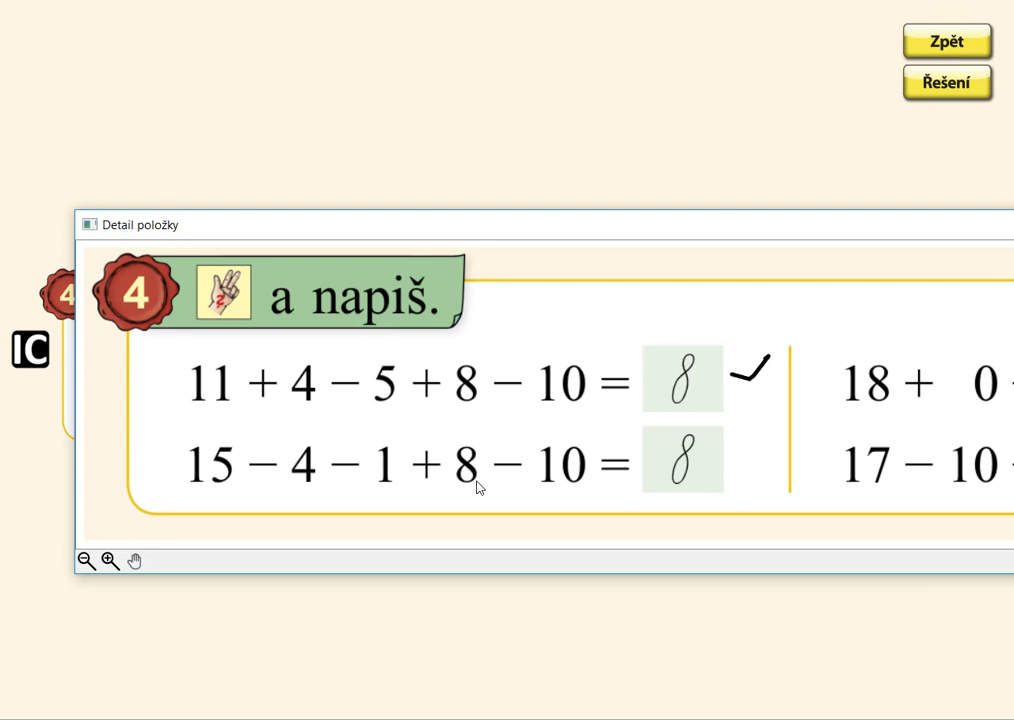 Zpět
Řešení
Detail položky
4
4 ? a napiš.
IC
11 + 4 − 5 + 8 − 10 = 8
18 + 0
15 − 4 − 1 + 8 − 10 = 8
17 − 10